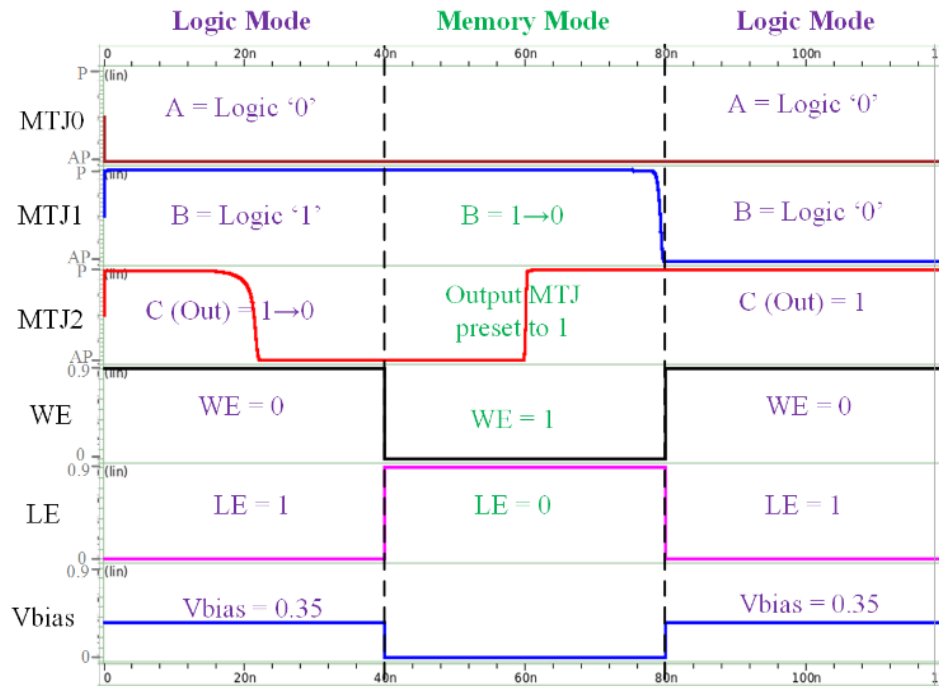 Logic Mode Memory Mode Logic Mode
0 20n 40n 60n 80n 100n 1
P (lin)
MTJ0 A = Logic ‘0’ A = Logic ‘0’
AP
P (lin)
MTJ1 B = Logic ‘1’ B = 1→0 B = Logic ‘0’
AP
P (lin)
MTJ2 C (Out) = 1→0 Output MTJ preset to 1 C (Out) = 1
AP
0.9 (lin)
WE WE = 0 WE = 1 WE = 0
0
0.9 (lin)
LE LE = 1 LE = 0 LE = 1
0
0.9 (lin)
Vbias Vbias = 0.35 Vbias = 0.35
0
0 20n 40n 60n 80n 100n 1